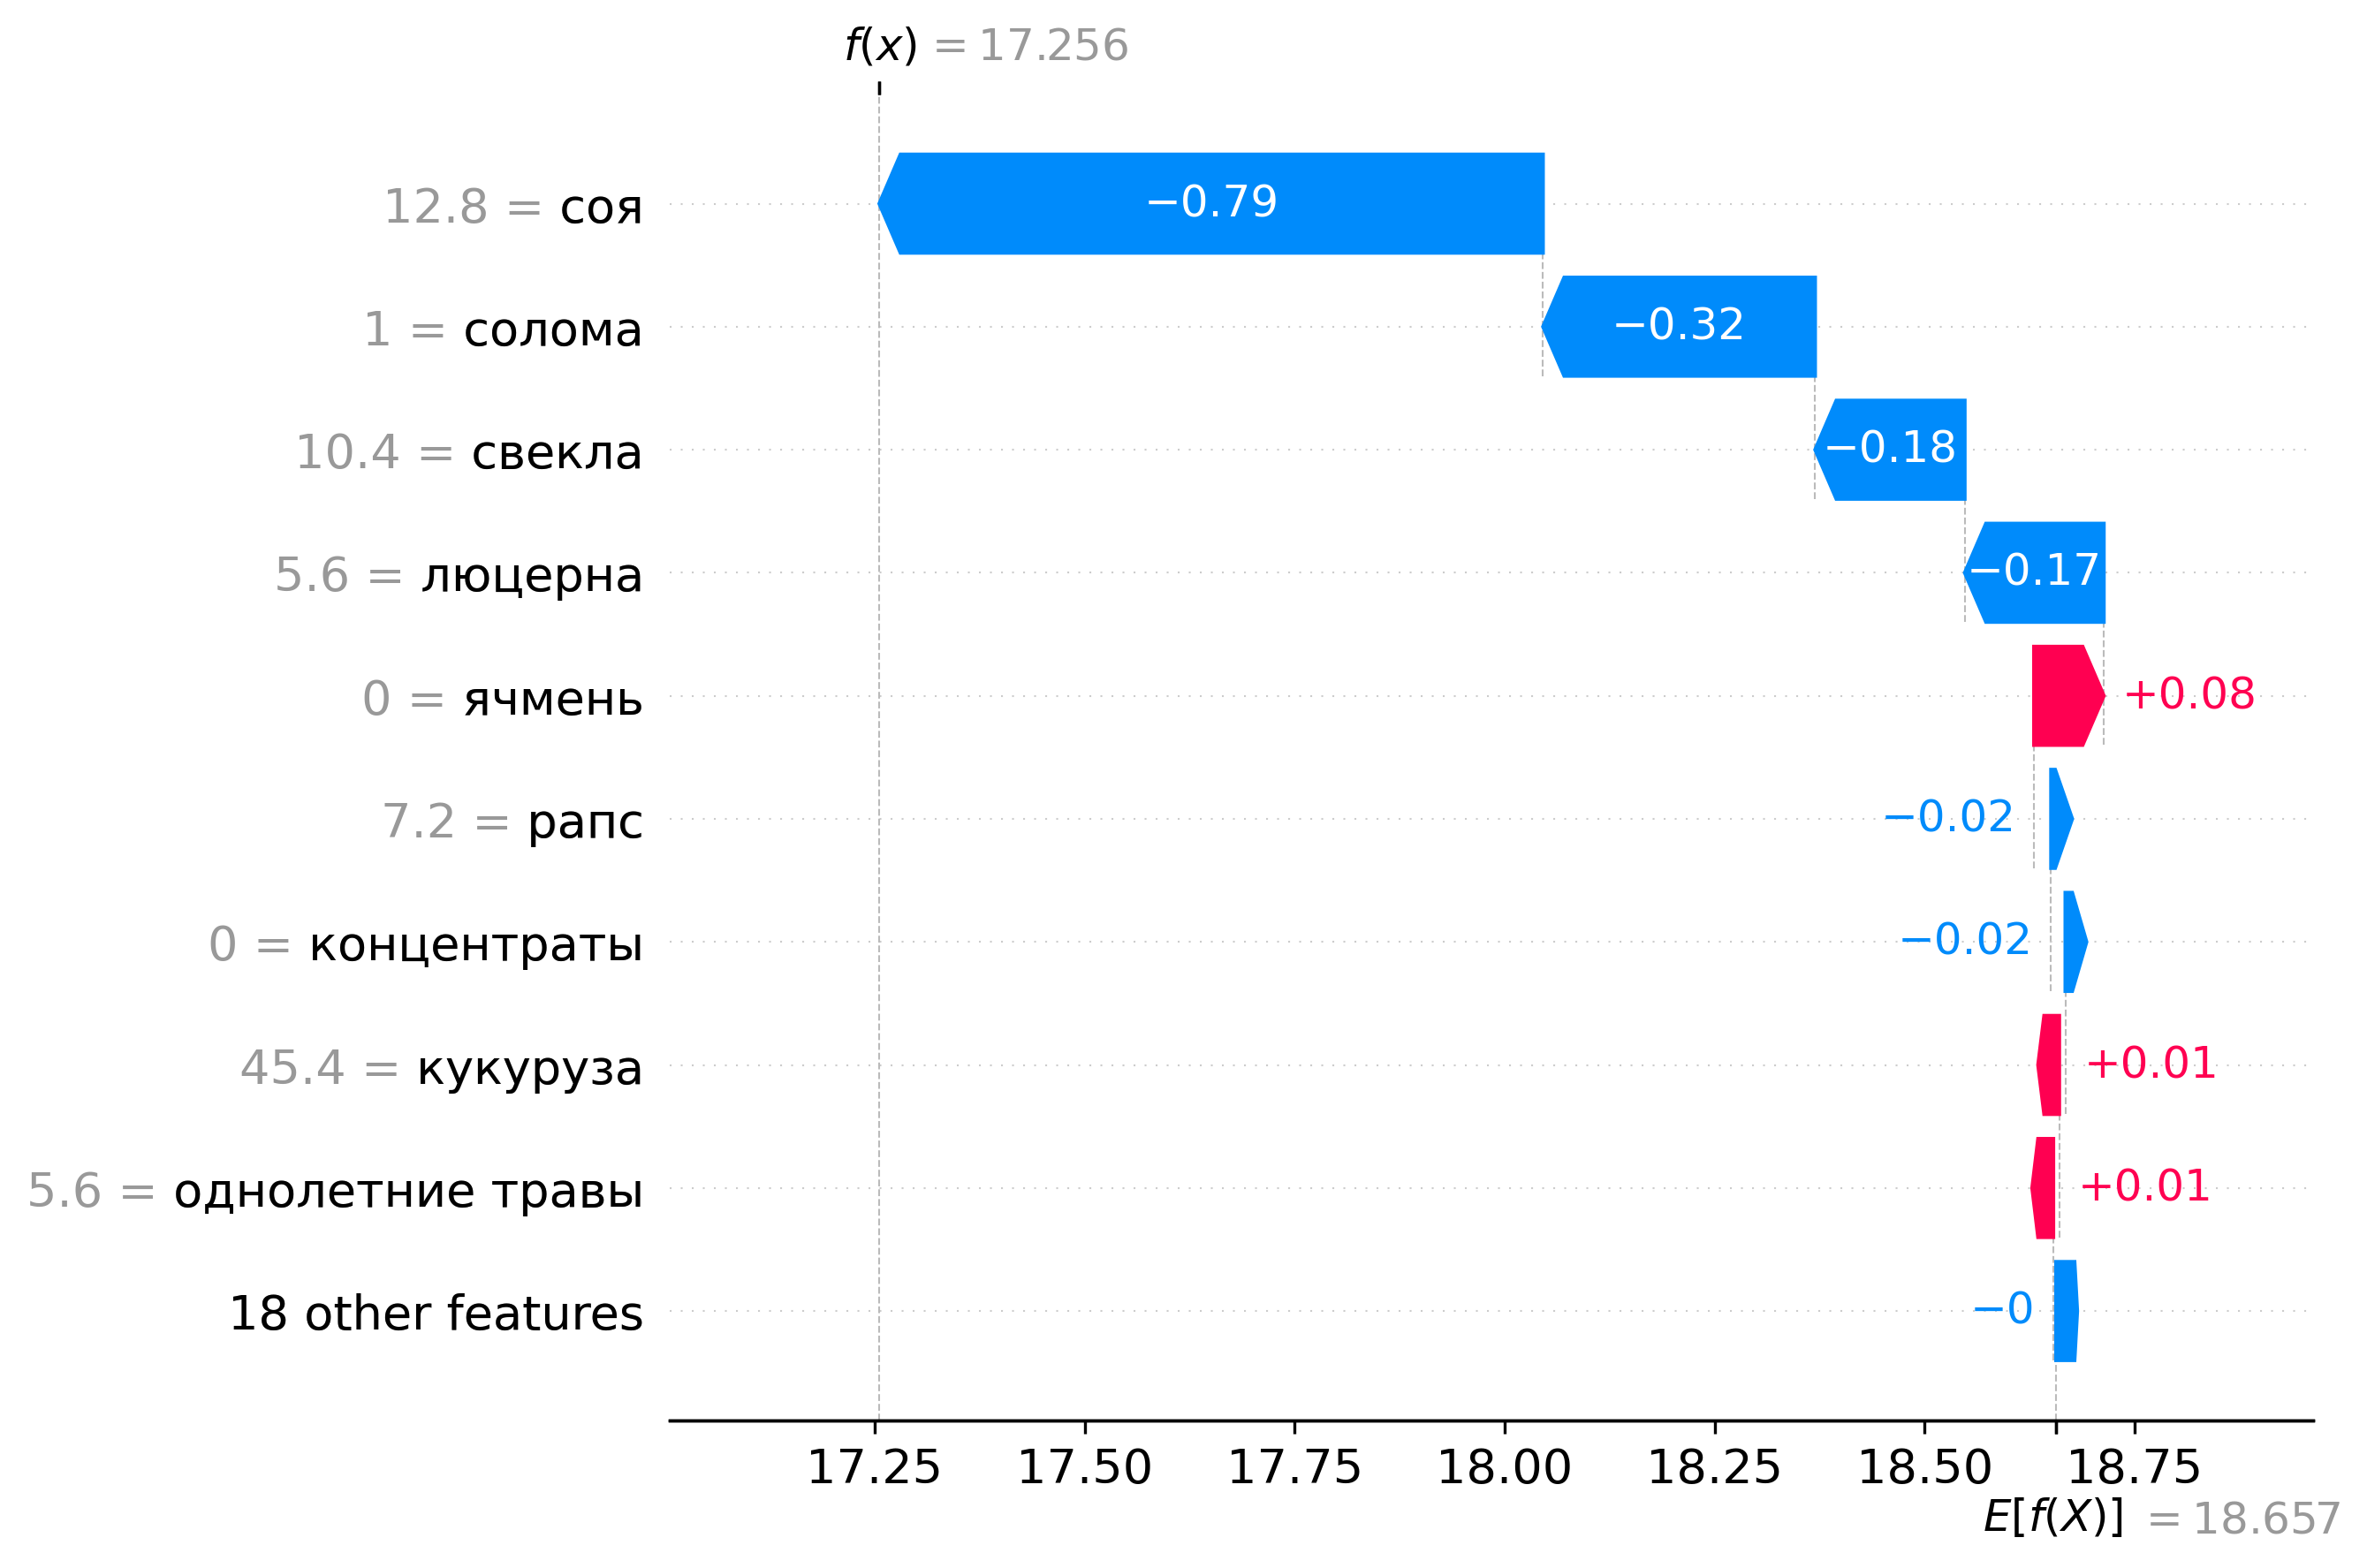 f(x) = 17.256
12.8 = соя
−0.79
1 = солома
−0.32
10.4 = свекла
−0.18
5.6 = люцерна
−0.17
0 = ячмень
+0.08
7.2 = рапс
−0.02
0 = концентраты
−0.02
45.4 = кукуруза
+0.01
5.6 = однолетние травы
+0.01
18 other features
−0
17.25 17.50 17.75 18.00 18.25 18.50 18.75
E[f(X)] = 18.657